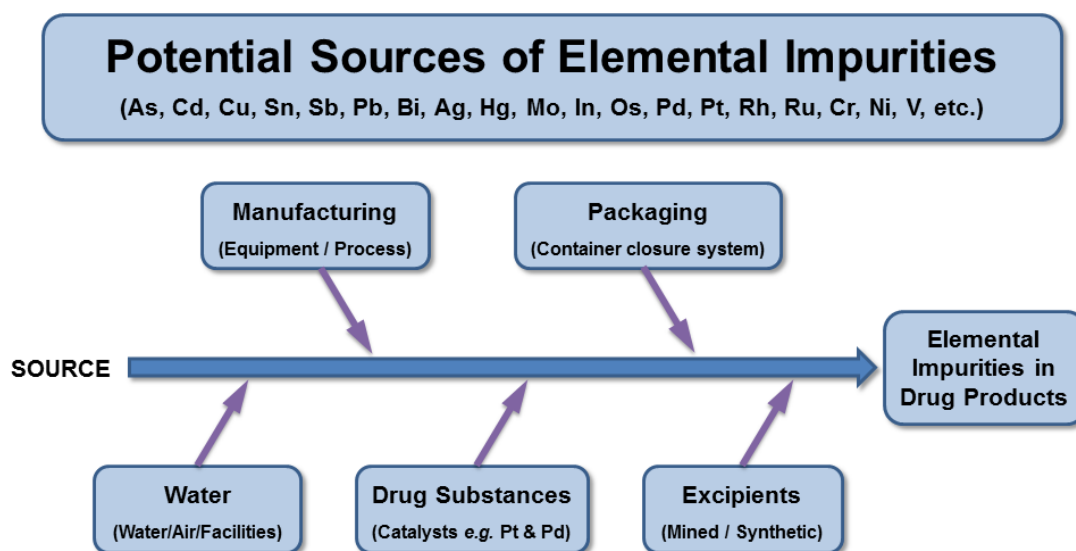 Potential Sources of Elemental Impurities
(As, Cd, Cu, Sn, Sb, Pb, Bi, Ag, Hg, Mo, In, Os, Pd, Pt, Rh, Ru, Cr, Ni, V, etc.)
Manufacturing
(Equipment / Process)
Packaging
(Container closure system)
SOURCE
Elemental
Impurities in
Drug Products
Water
(Water/Air/Facilities)
Drug Substances
(Catalysts e.g. Pt & Pd)
Excipients
(Mined / Synthetic)